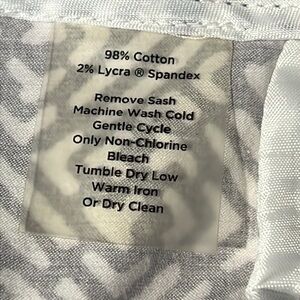 98% Cotton
2% Lycra ® Spandex
Remove Sash
Machine Wash Cold
Gentle Cycle
Only Non-Chlorine
Bleach
Tumble Dry Low
Warm Iron
Or Dry Clean